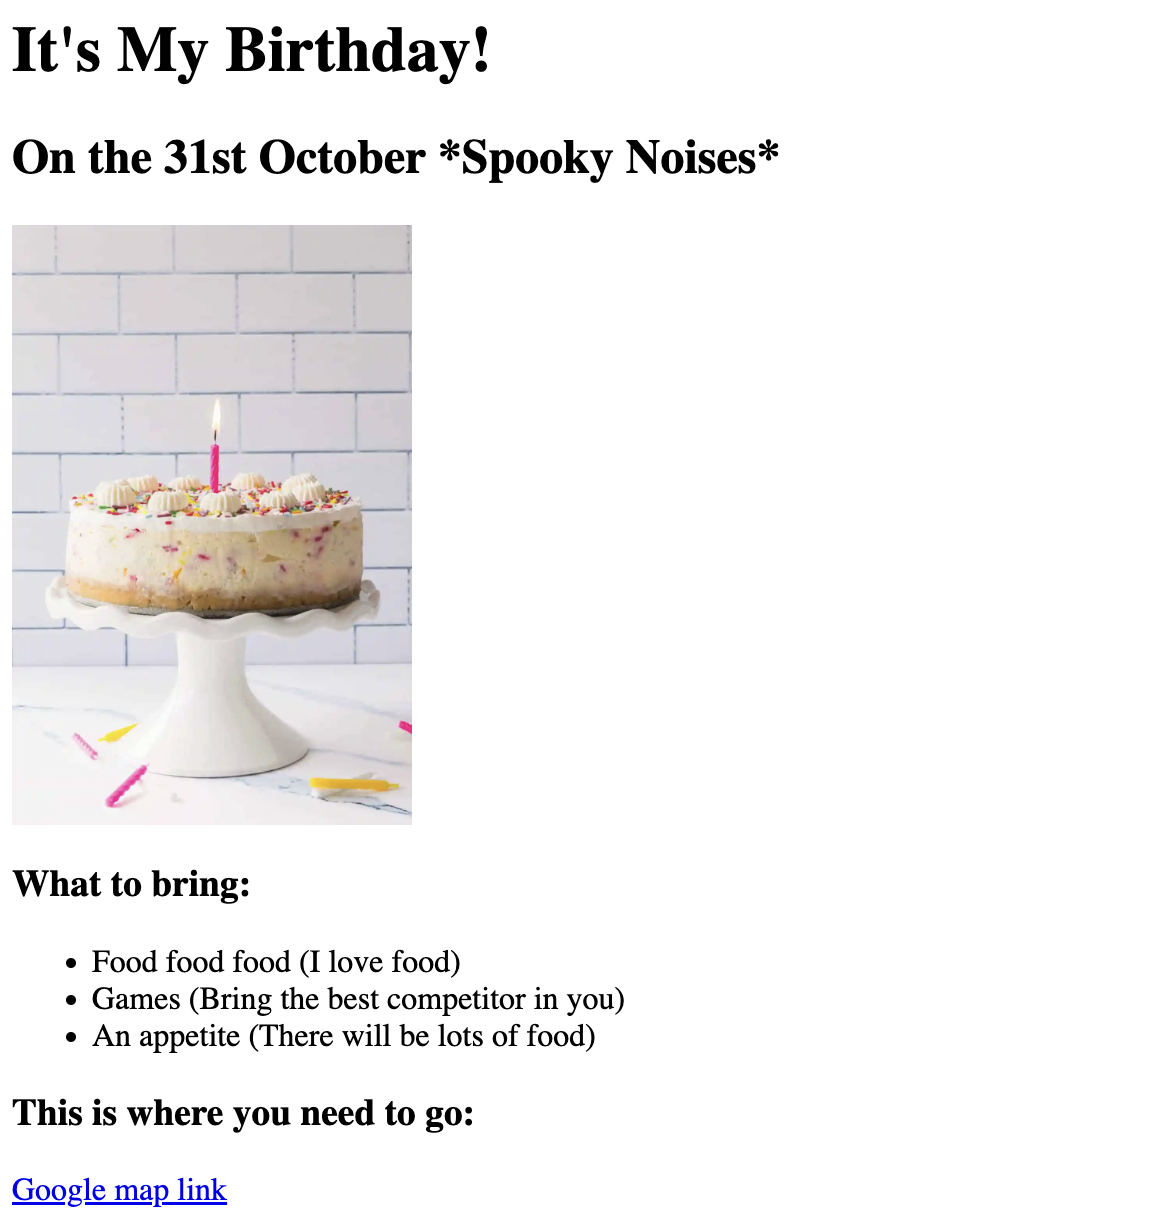 It's My Birthday!
On the 31st October *Spooky Noises*
What to bring:
Food food food (I love food)
Games (Bring the best competitor in you)
An appetite (There will be lots of food)
This is where you need to go:
Google map link